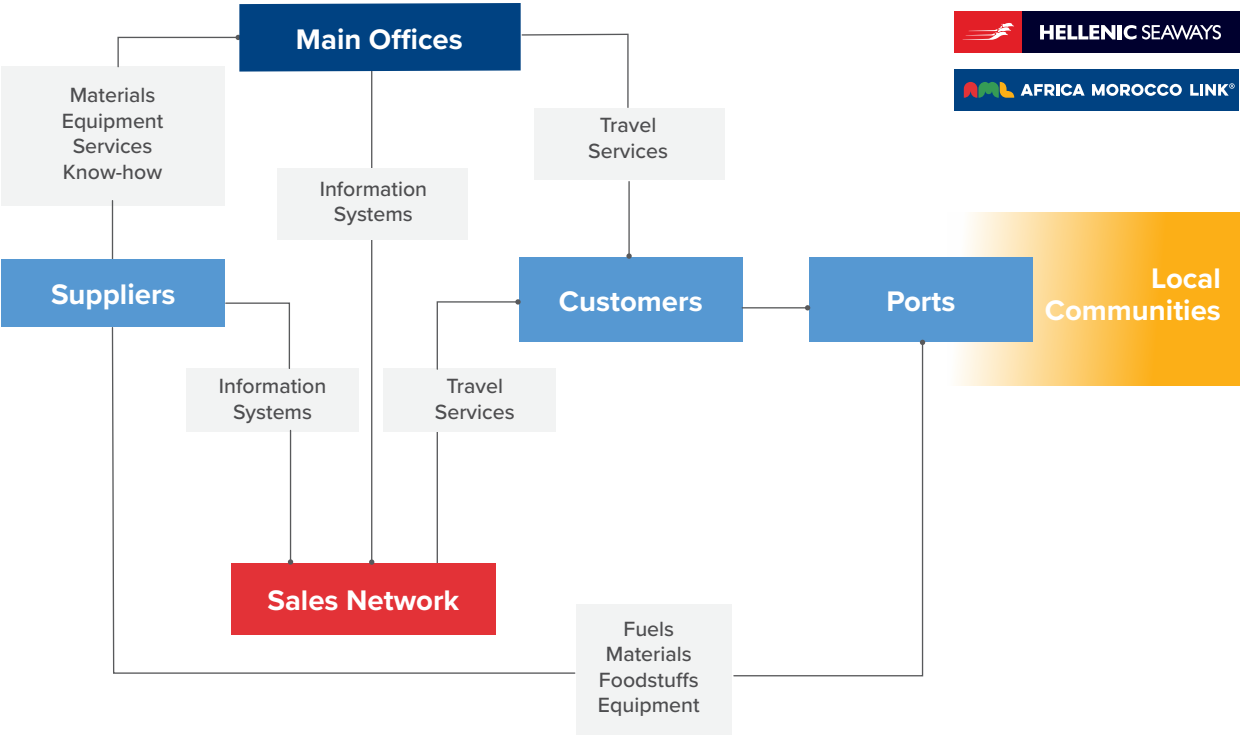 Main Offices
HELLENIC SEAWAYS
AML AFRICA MOROCCO LINK®
Materials
Equipment
Services
Know-how
Travel
Services
Information
Systems
Suppliers
Customers
Ports
Local
Communities
Information
Systems
Travel
Services
Sales Network
Fuels
Materials
Foodstuffs
Equipment